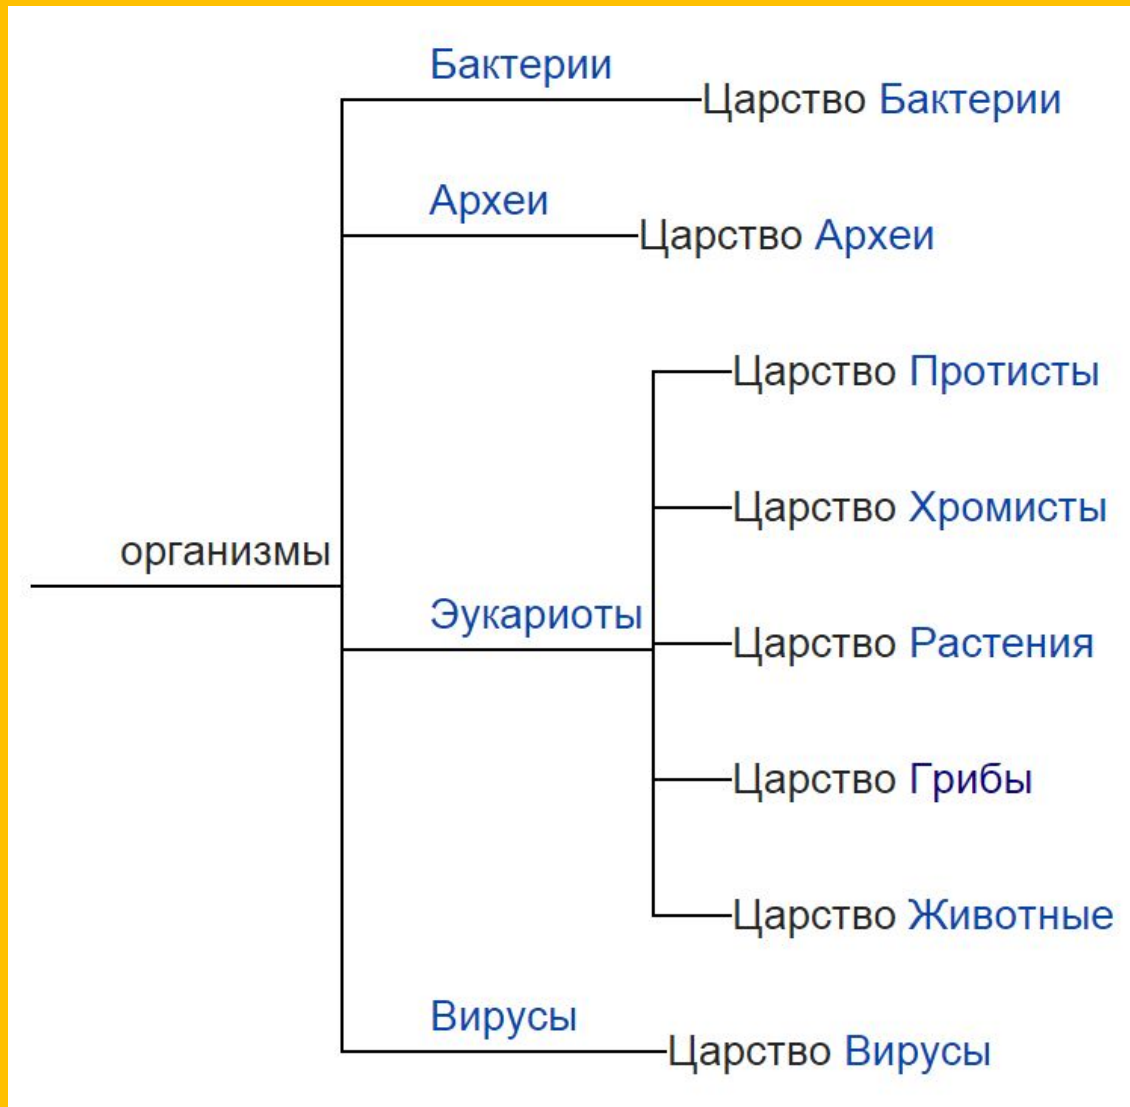 Бактерии
Царство Бактерии
Археи
Царство Археи
Царство Протисты
Царство Хромисты
организмы
Эукариоты
Царство Растения
Царство Грибы
Царство Животные
Вирусы
Царство Вирусы